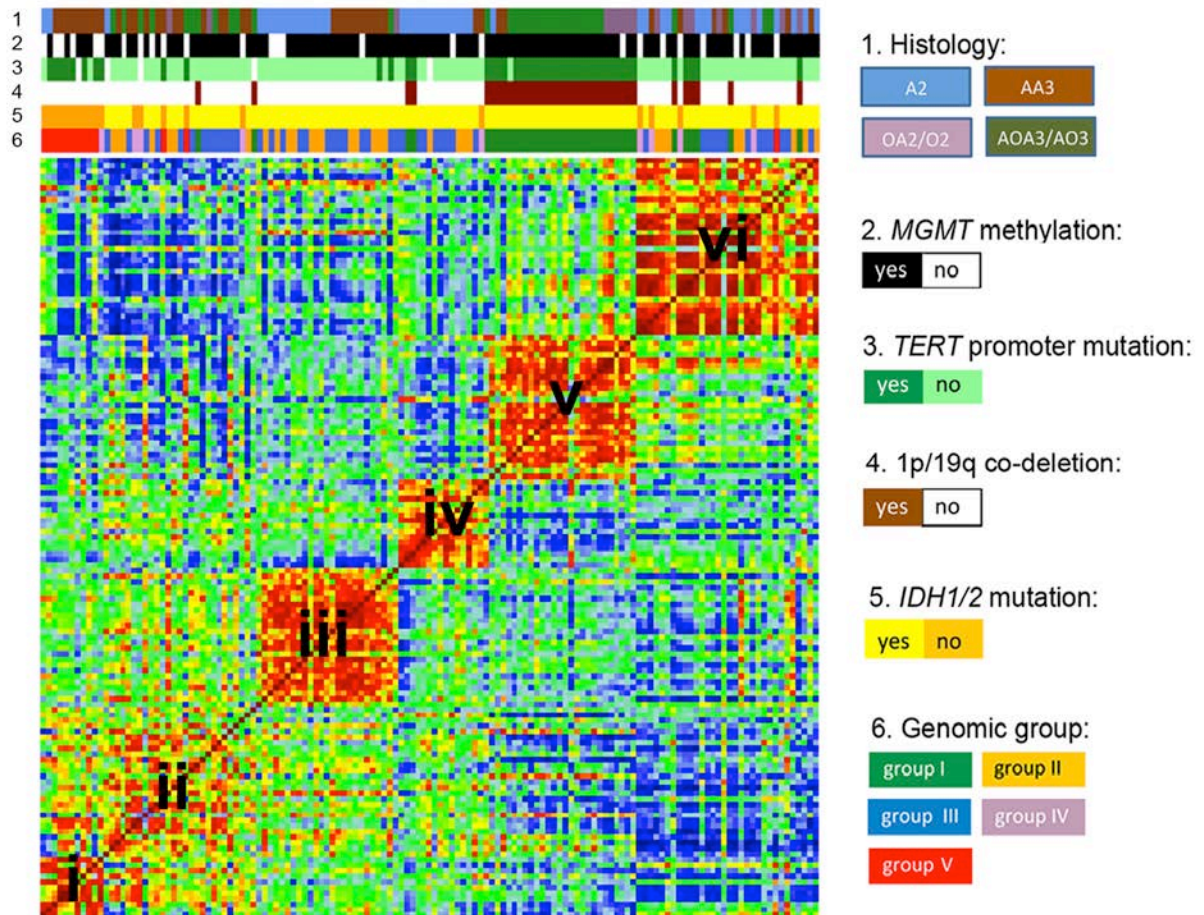 1
2
3
4
5
6
vi
v
iv
iii
ii
i
1. Histology:
A2 AA3
OA2/O2 AOA3/AO3
2. MGMT methylation:
yes no
3. TERT promoter mutation:
yes no
4. 1p/19q co-deletion:
yes no
5. IDH1/2 mutation:
yes no
6. Genomic group:
group I group II
group III group IV
group V